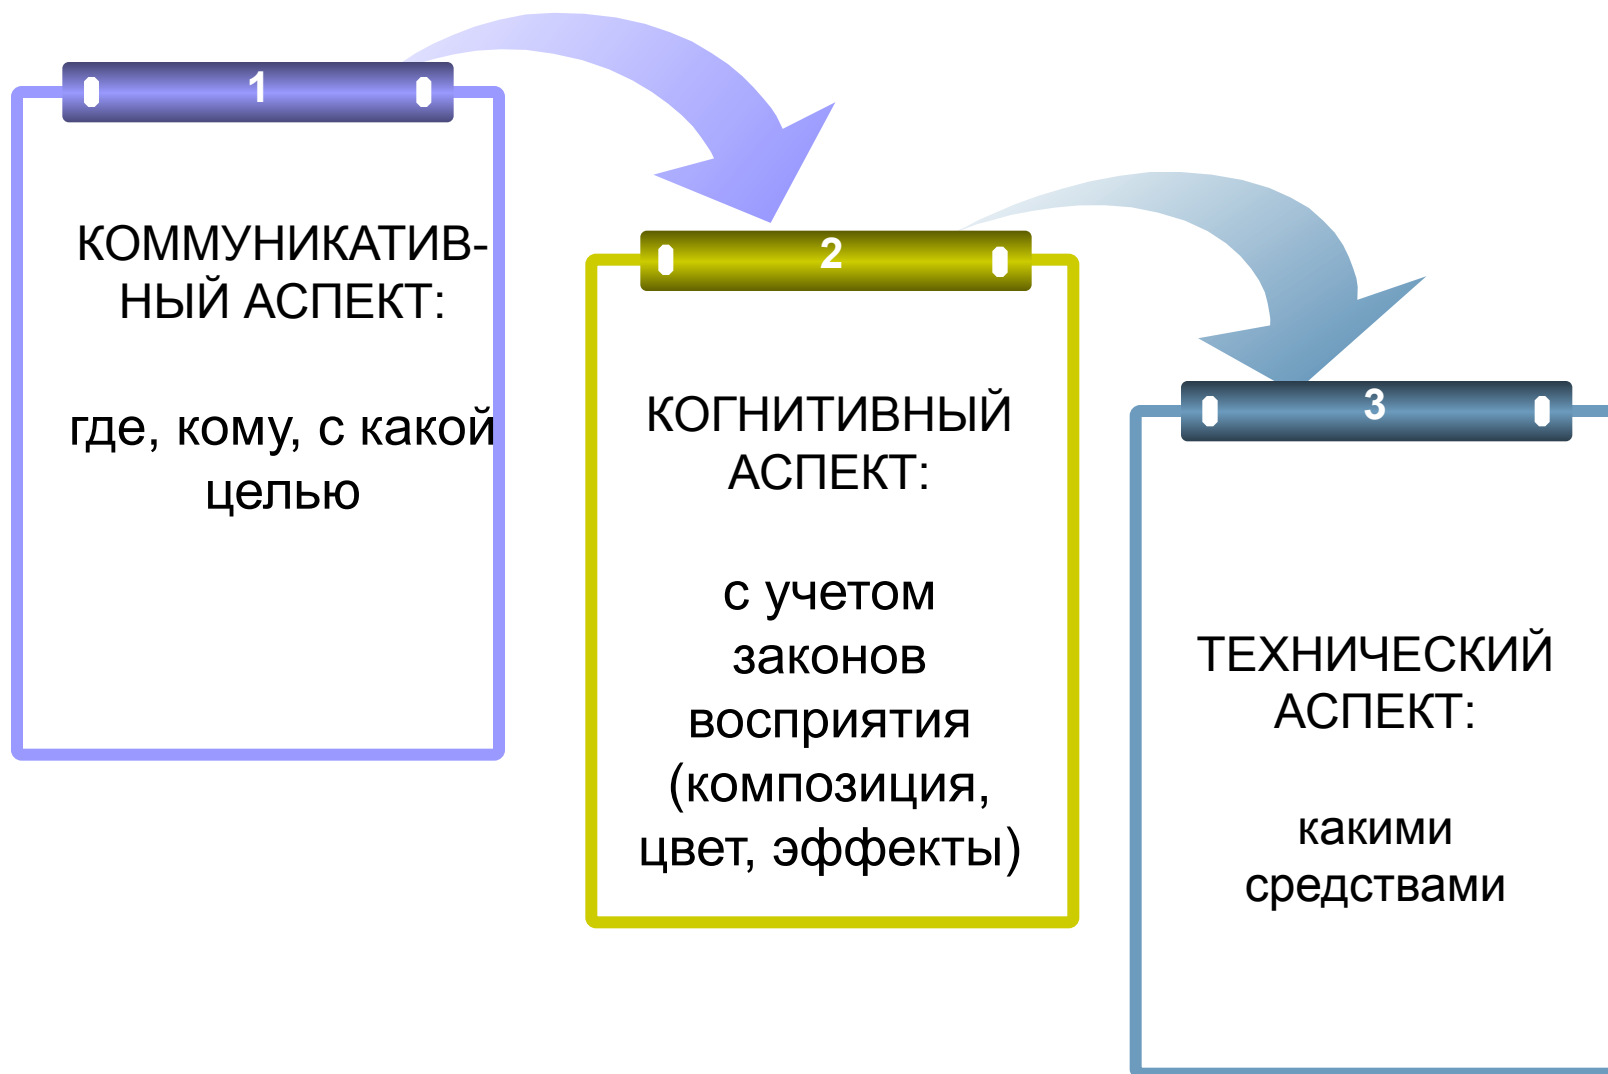 1
КОММУНИКАТИВ-
НЫЙ АСПЕКТ:
где, кому, с какой
целью
2
КОГНИТИВНЫЙ
АСПЕКТ:
с учетом
законов
восприятия
(композиция,
цвет, эффекты)
3
ТЕХНИЧЕСКИЙ
АСПЕКТ:
какими
средствами